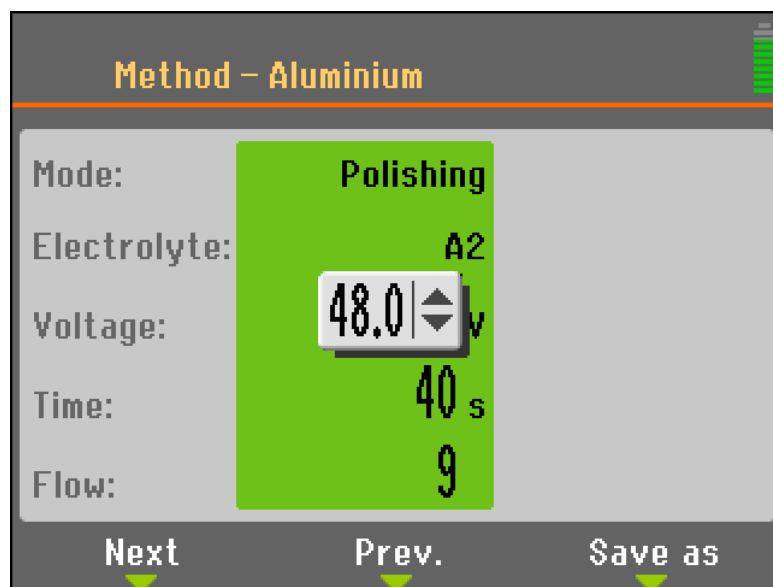 Method – Aluminium
Mode: Polishing
Electrolyte: A2
Voltage: 48.0 V
Time: 40 s
Flow: 9
Next Prev. Save as